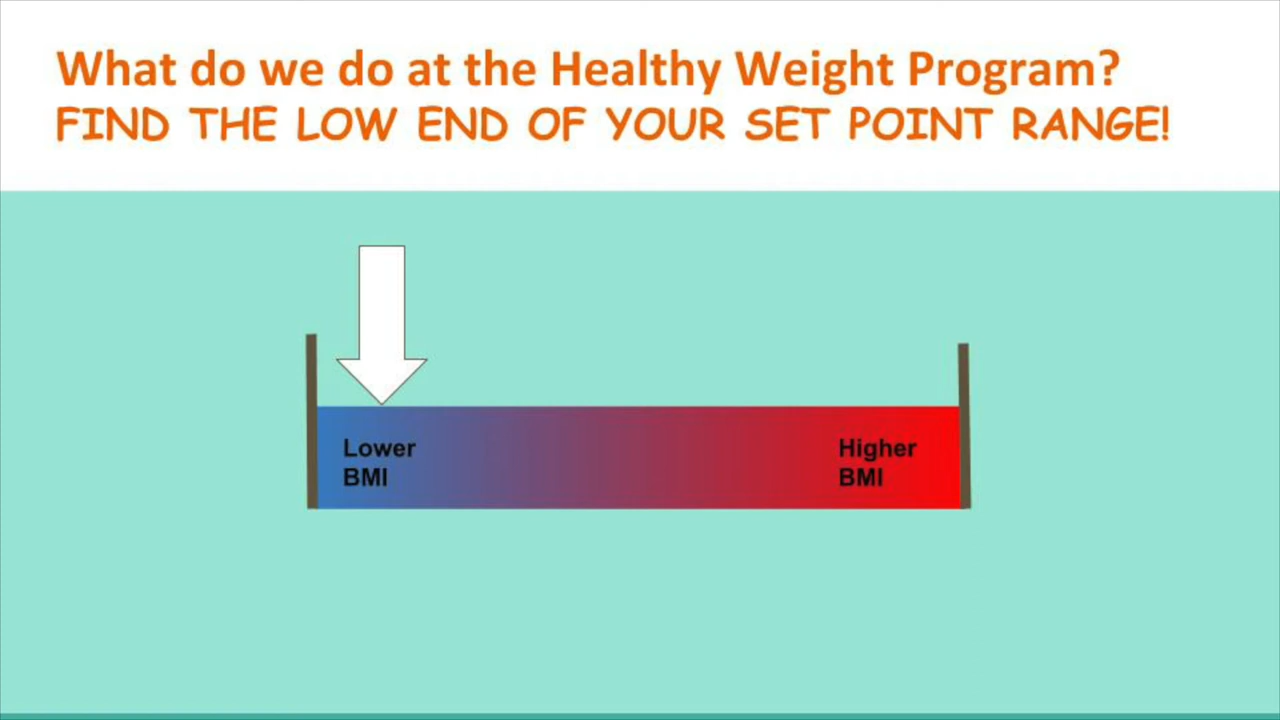 What do we do at the Healthy Weight Program?
FIND THE LOW END OF YOUR SET POINT RANGE!
Lower
BMI
Higher
BMI